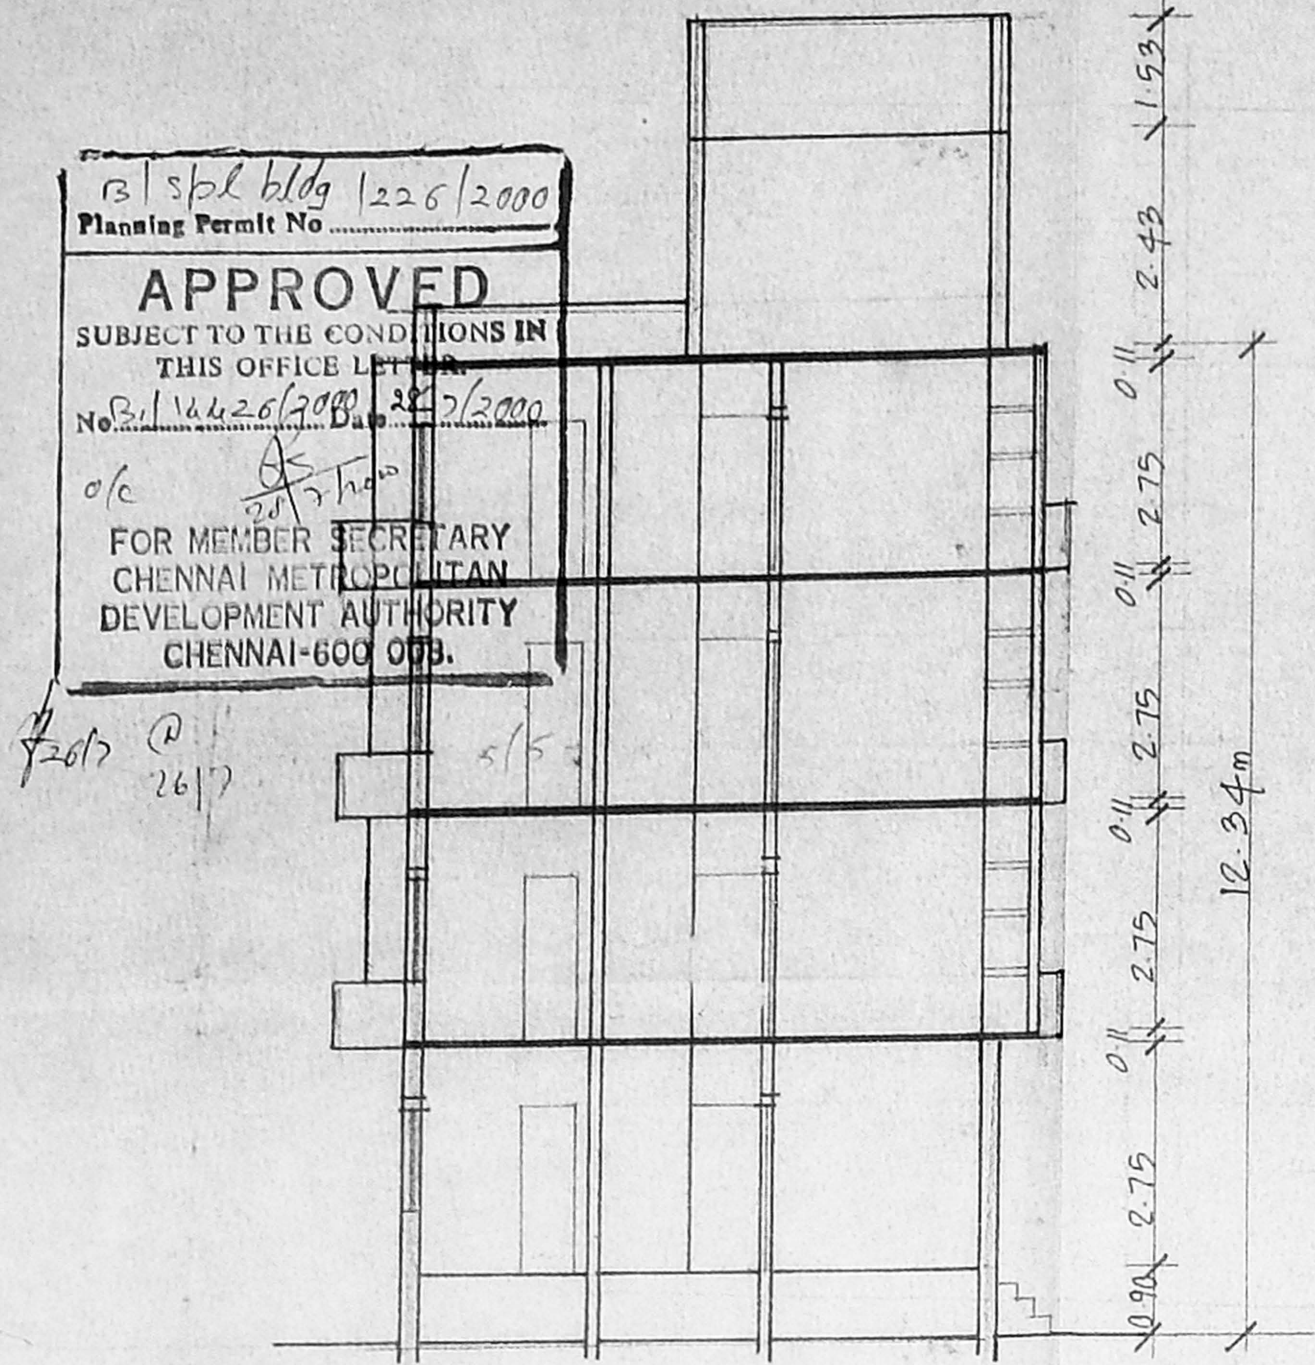 B/ spl bldg /226/2000
Planning Permit No
APPROVED
SUBJECT TO THE CONDITIONS IN
THIS OFFICE LETTER.
No. B1/14426/2000 Date 28/7/2000
o/c
28/7/2000
FOR MEMBER SECRETARY
CHENNAI METROPOLITAN
DEVELOPMENT AUTHORITY
CHENNAI-600 008.
26/7
26/7
5/5
1.53
2.43
0.11
2.75
0.11
2.75
0.11
2.75
0.11
2.75
0.90
12.34m